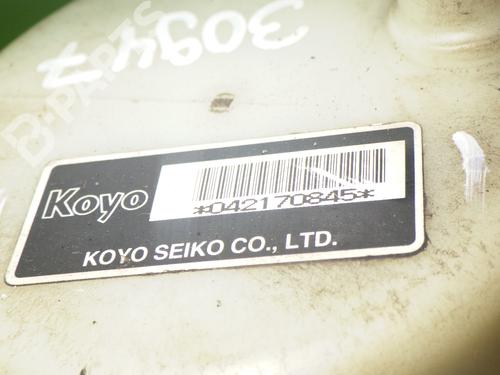 30947
B-PARTS
Koyo
*042170845*
KOYO SEIKO CO., LTD.